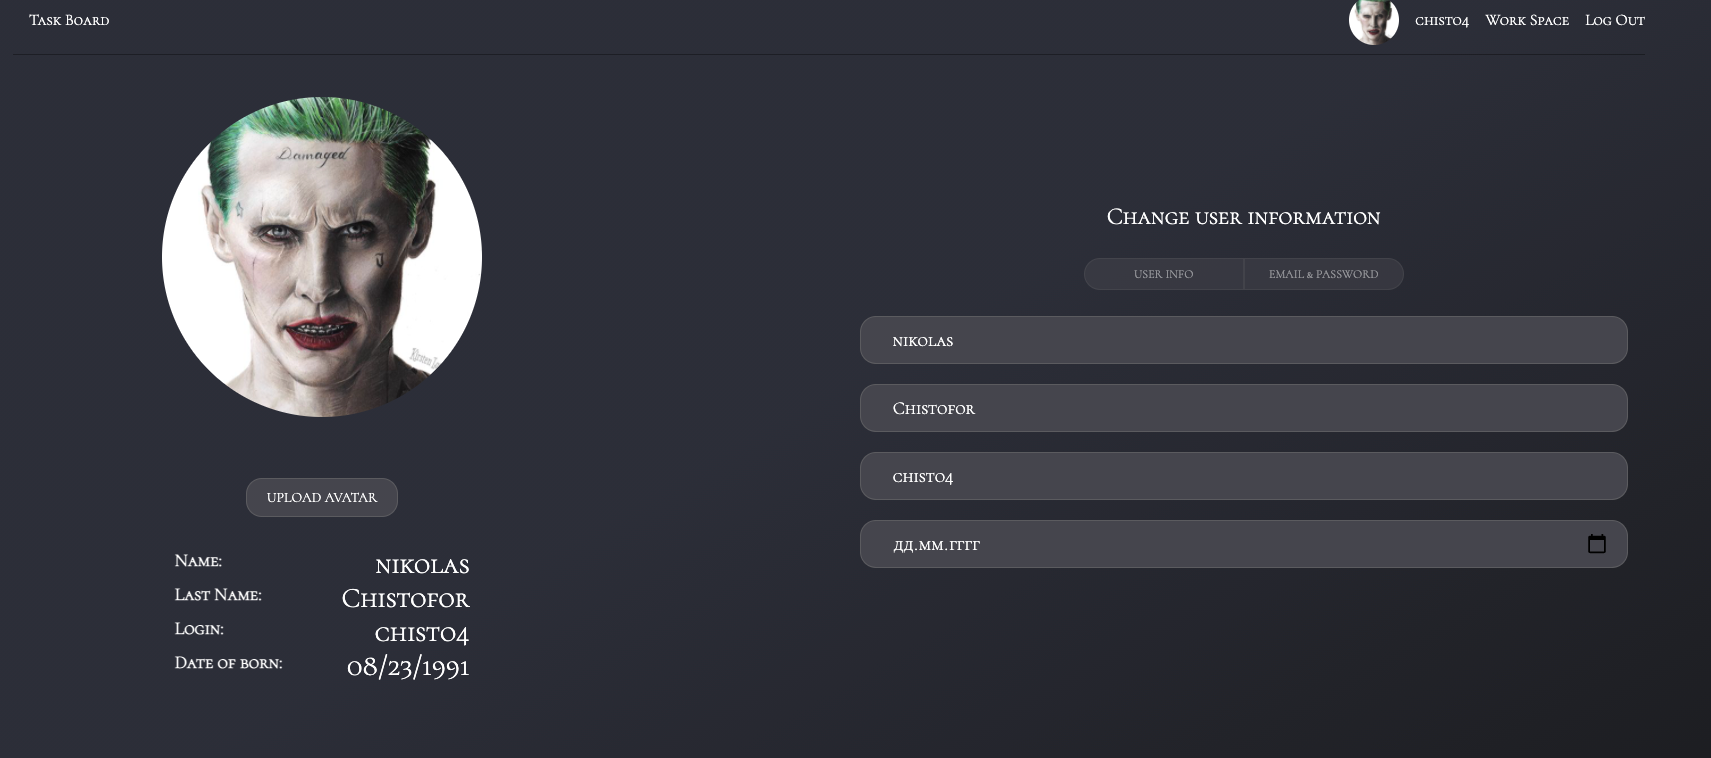 Task Board
chisto4 Work Space Log Out
Damaged
J
UPLOAD AVATAR
Name: nikolas
Last Name: Chistofor
Login: chisto4
Date of born: 08/23/1991
Change user information
USER INFO EMAIL & PASSWORD
nikolas
Chistofor
chisto4
дд.мм.гггг